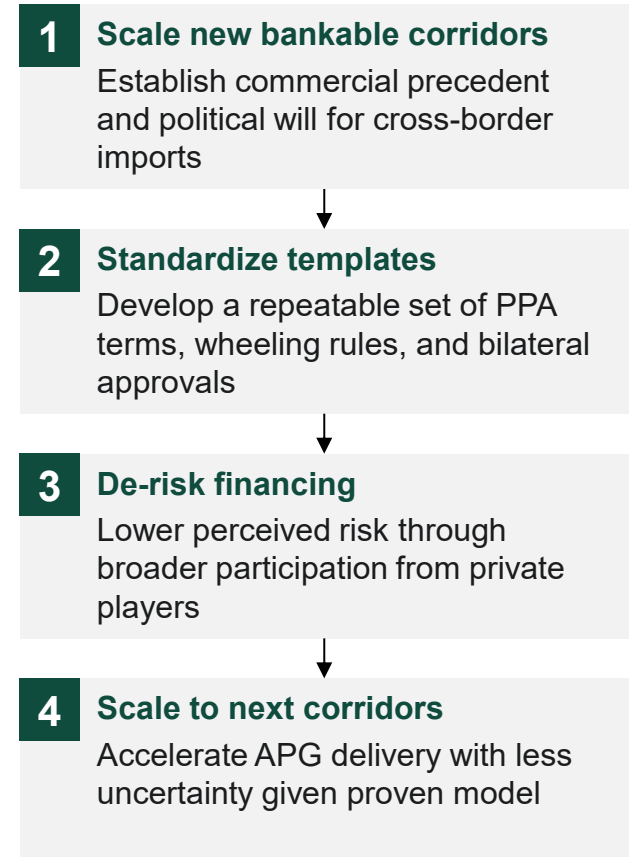 1
Scale new bankable corridors
Establish commercial precedent
and political will for cross-border
imports
2
Standardize templates
Develop a repeatable set of PPA
terms, wheeling rules, and bilateral
approvals
3
De-risk financing
Lower perceived risk through
broader participation from private
players
4
Scale to next corridors
Accelerate APG delivery with less
uncertainty given proven model